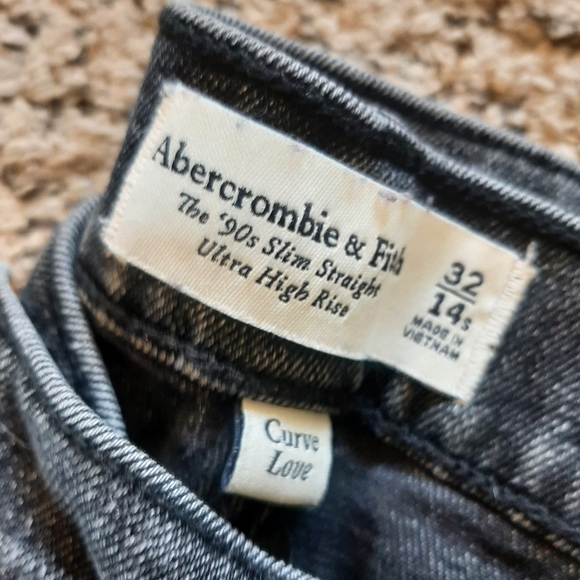 Abercrombie & Fitch
The '90s Slim Straight
Ultra High Rise
32
14s
MADE IN
VIETNAM
Curve
Love